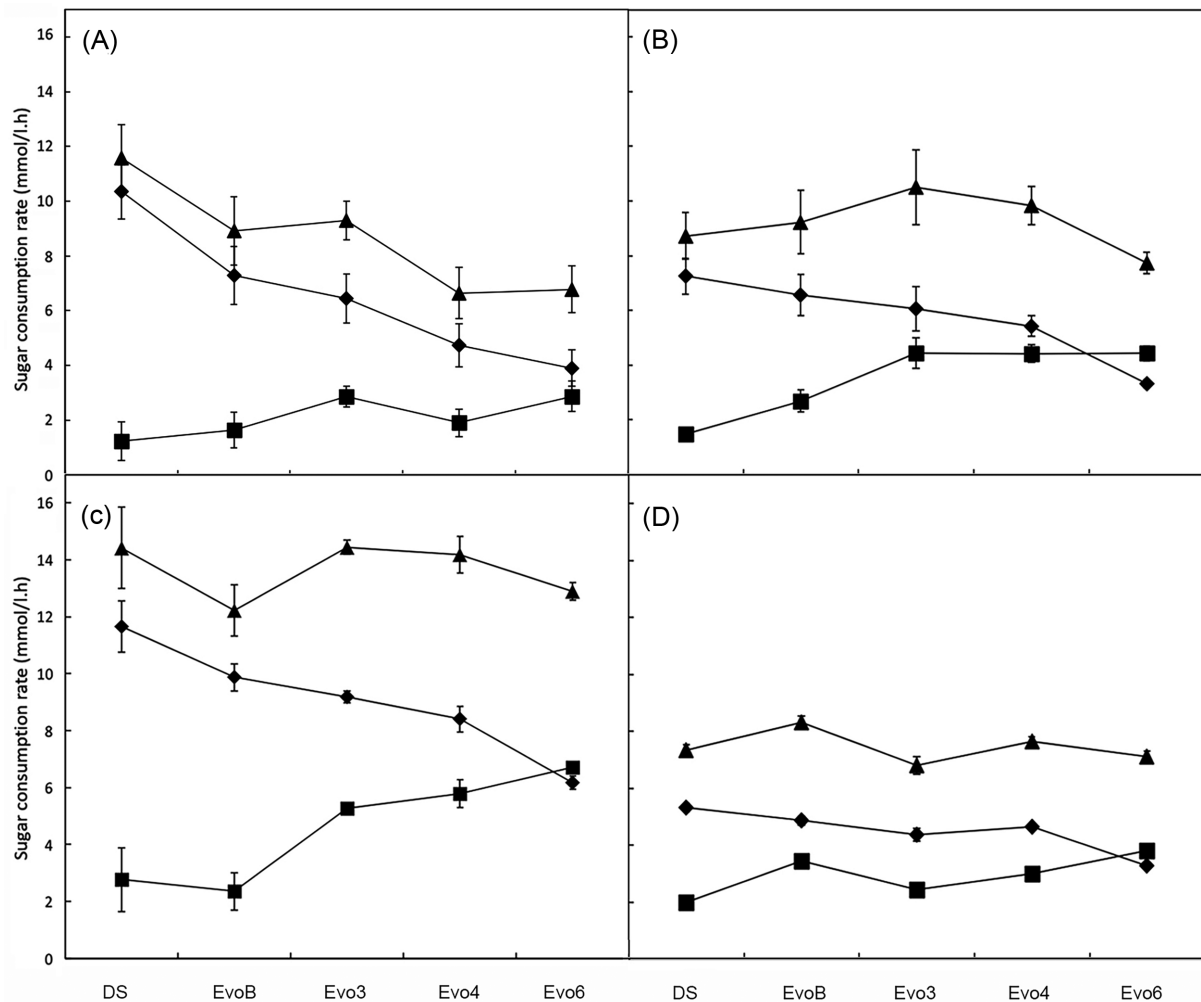 (A)
(B)
16
14
12
10
8
6
4
2
0
Sugar consumption rate (mmol/l.h)
(c)
(D)
16
14
12
10
8
6
4
2
0
Sugar consumption rate (mmol/l.h)
DS EvoB Evo3 Evo4 Evo6 DS EvoB Evo3 Evo4 Evo6